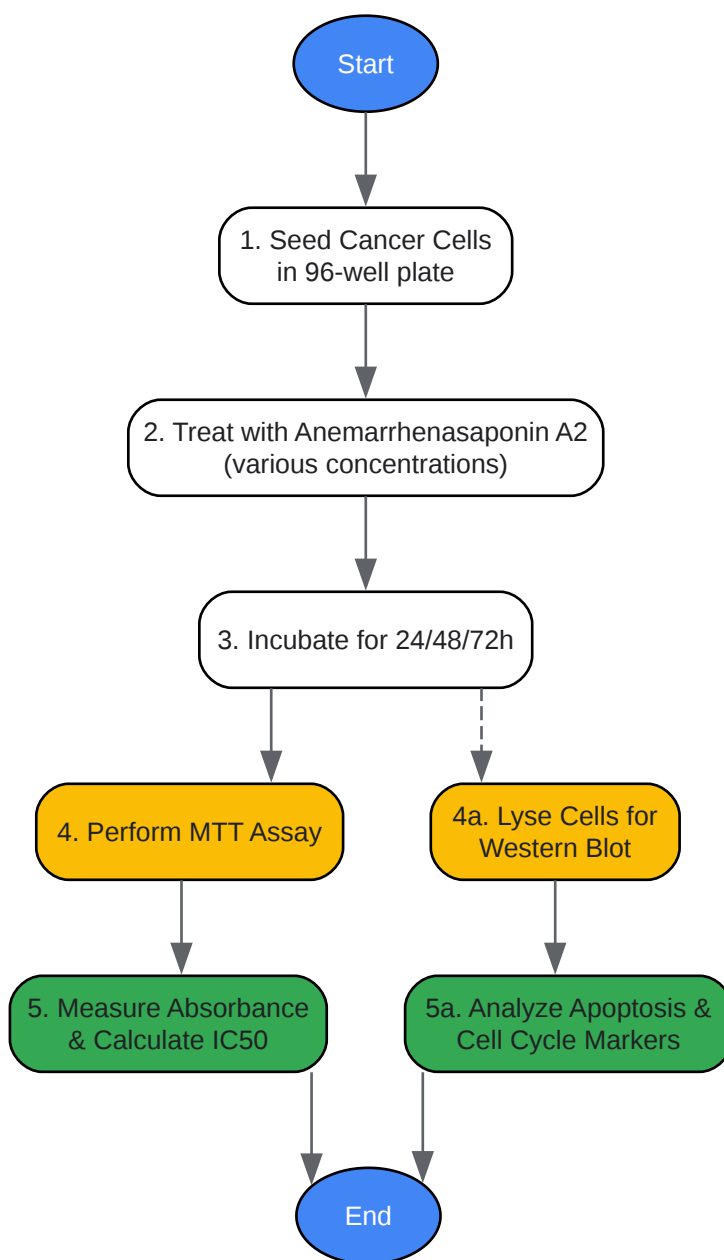 Start
1. Seed Cancer Cells
in 96-well plate
2. Treat with Anemarrhenasaponin A2
(various concentrations)
3. Incubate for 24/48/72h
4. Perform MTT Assay
4a. Lyse Cells for
Western Blot
5. Measure Absorbance
& Calculate IC50
5a. Analyze Apoptosis &
Cell Cycle Markers
End